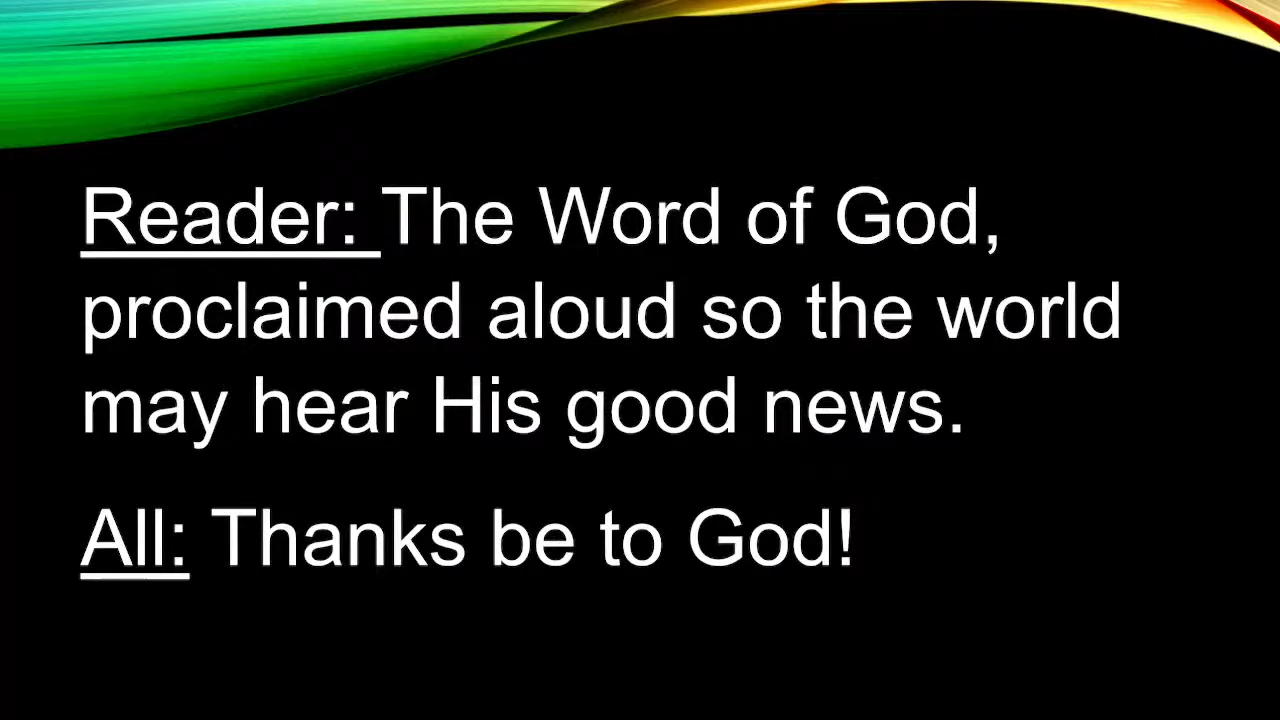 Reader: The Word of God,
proclaimed aloud so the world
may hear His good news.
All: Thanks be to God!